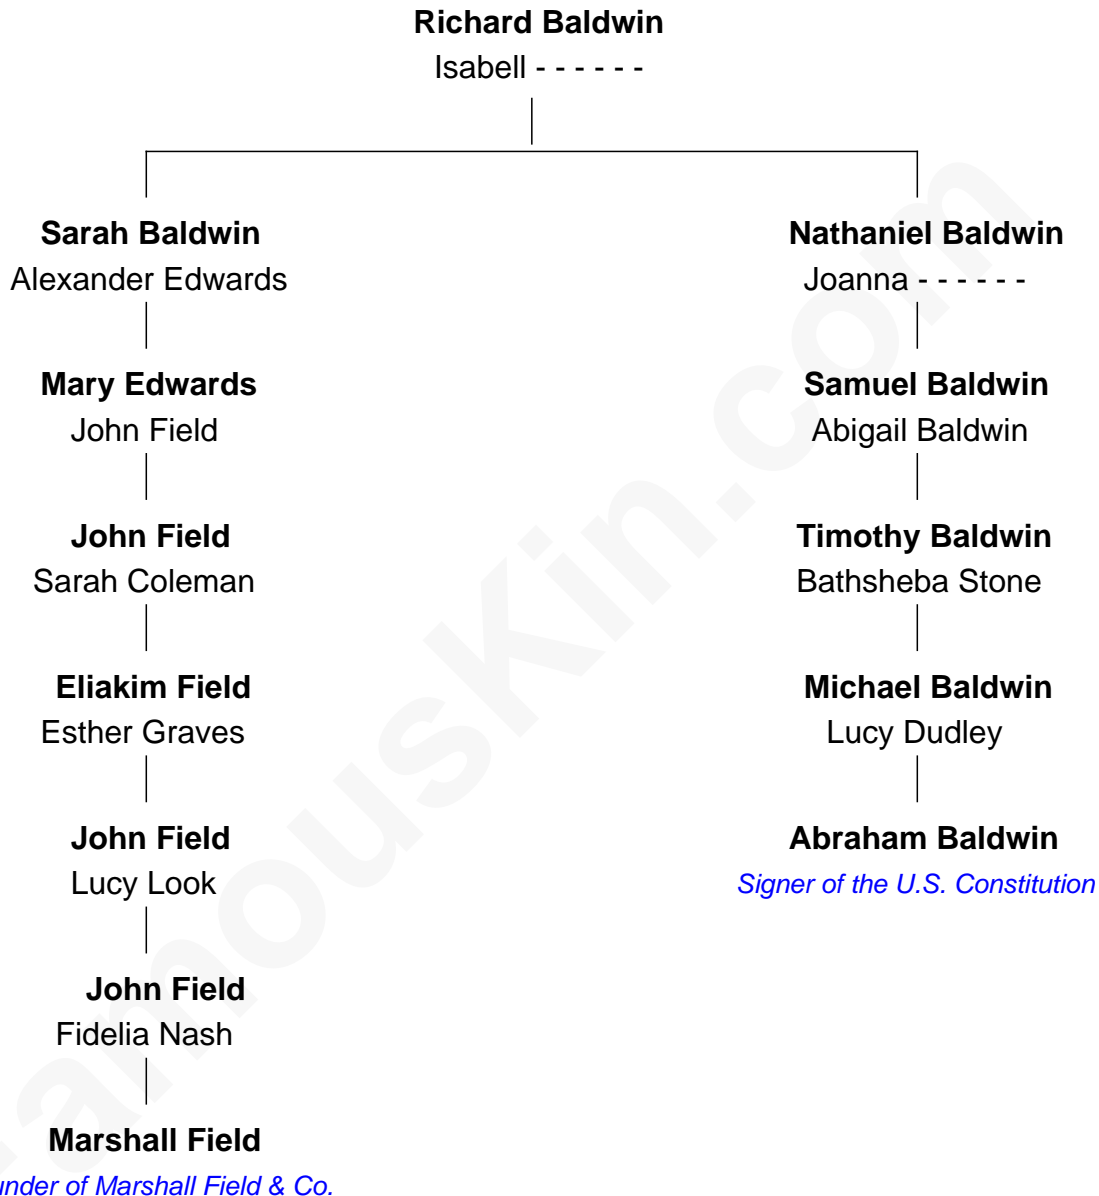 Richard Baldwin
Isabell - - - - - -
Sarah Baldwin
Alexander Edwards
Nathaniel Baldwin
Joanna - - - - - -
Mary Edwards
John Field
Samuel Baldwin
Abigail Baldwin
John Field
Sarah Coleman
Timothy Baldwin
Bathsheba Stone
Eliakim Field
Esther Graves
Michael Baldwin
Lucy Dudley
John Field
Lucy Look
Abraham Baldwin
Signer of the U.S. Constitution
John Field
Fidelia Nash
Marshall Field
under of Marshall Field & Co.
amouskin.com